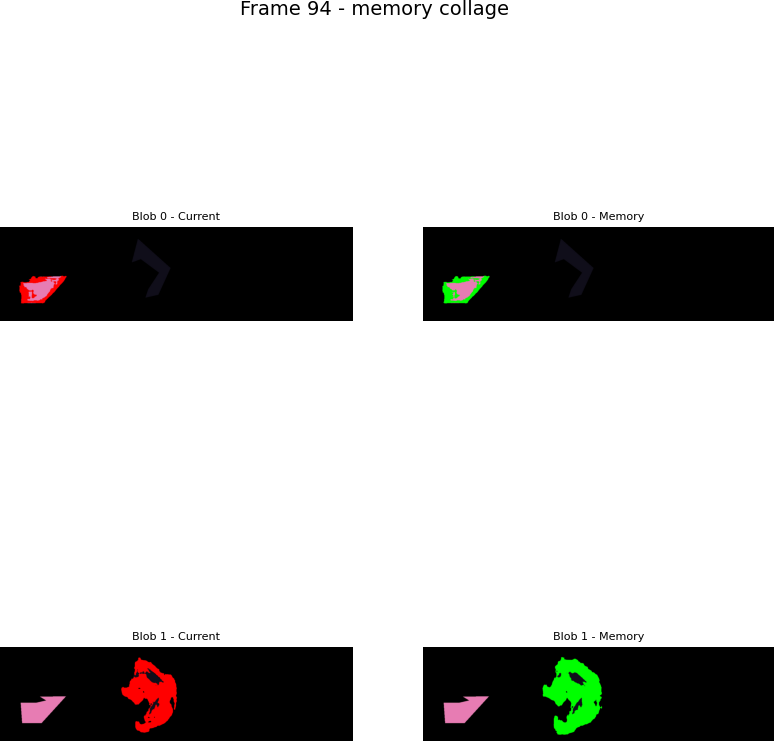 Frame 94 - memory collage
Blob 0 - Current
Blob 0 - Memory
Blob 1 - Current
Blob 1 - Memory